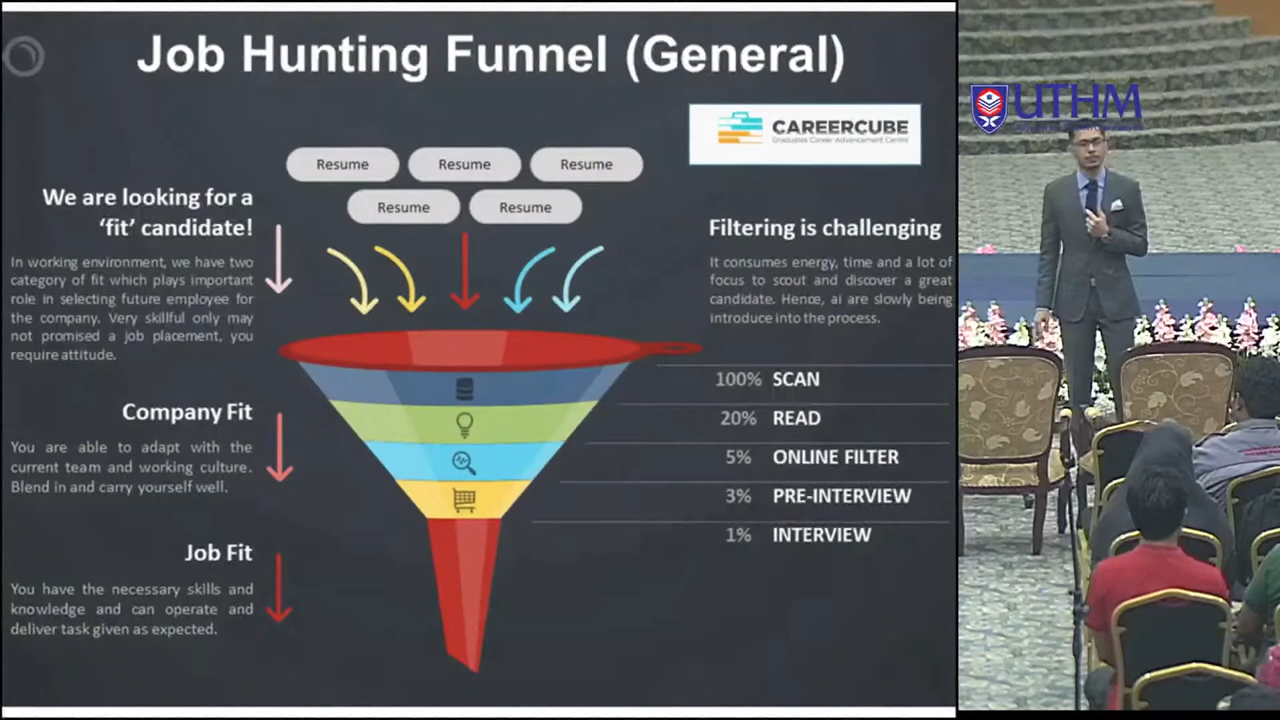 Job Hunting Funnel (General)
CAREERCUBE
Graduates Career Advancement Centre
UTHM
Resume
Resume
Resume
Resume
Resume
We are looking for a
‘fit’ candidate!
In working environment, we have two
category of fit which plays important
role in selecting future employee for
the company. Very skillful only may
not promised a job placement, you
require attitude.
Company Fit
You are able to adapt with the
current team and working culture.
Blend in and carry yourself well.
Job Fit
You have the necessary skills and
knowledge and can operate and
deliver task given as expected.
Filtering is challenging
It consumes energy, time and a lot of
focus to scout and discover a great
candidate. Hence, ai are slowly being
introduce into the process.
100% SCAN
20% READ
5% ONLINE FILTER
3% PRE-INTERVIEW
1% INTERVIEW